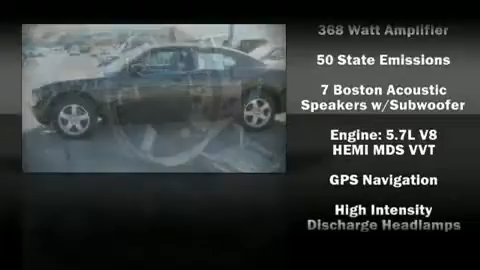 368 Watt Amplifier
50 State Emissions
7 Boston Acoustic
Speakers w/Subwoofer
Engine: 5.7L V8
HEMI MDS VVT
GPS Navigation
High Intensity
Discharge Headlamps